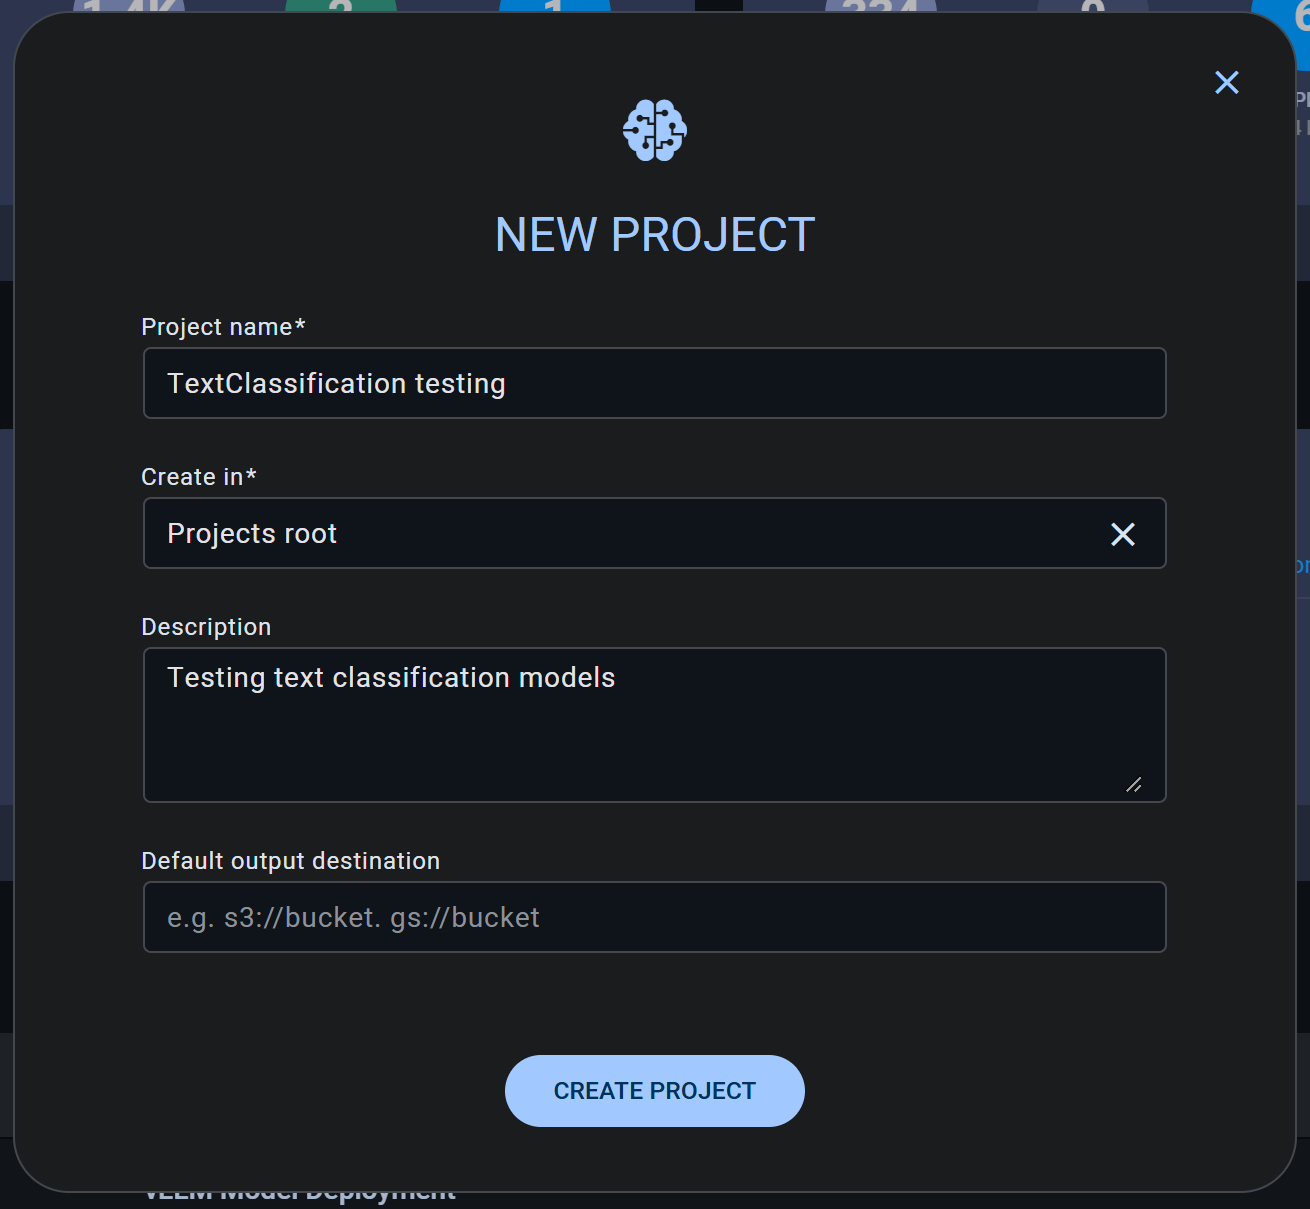 NEW PROJECT
Project name*
TextClassification testing
Create in*
Projects root
Description
Testing text classification models
Default output destination
e.g. s3://bucket. gs://bucket
CREATE PROJECT
Model Deployment